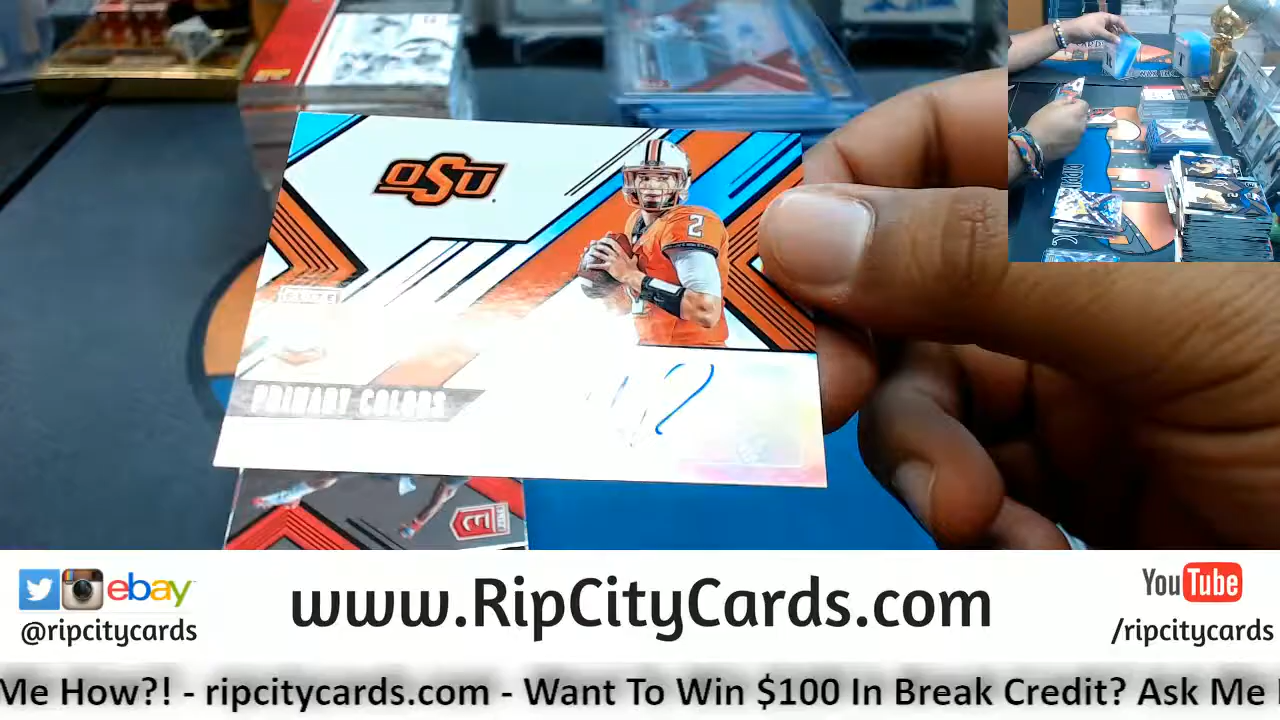 OSU
2
ELITE
PRIMARY COLORS
ebay
@ripcitycards
www.RipCityCards.com
YouTube
/ripcitycards
Me How?! - ripcitycards.com - Want To Win $100 In Break Credit? Ask Me